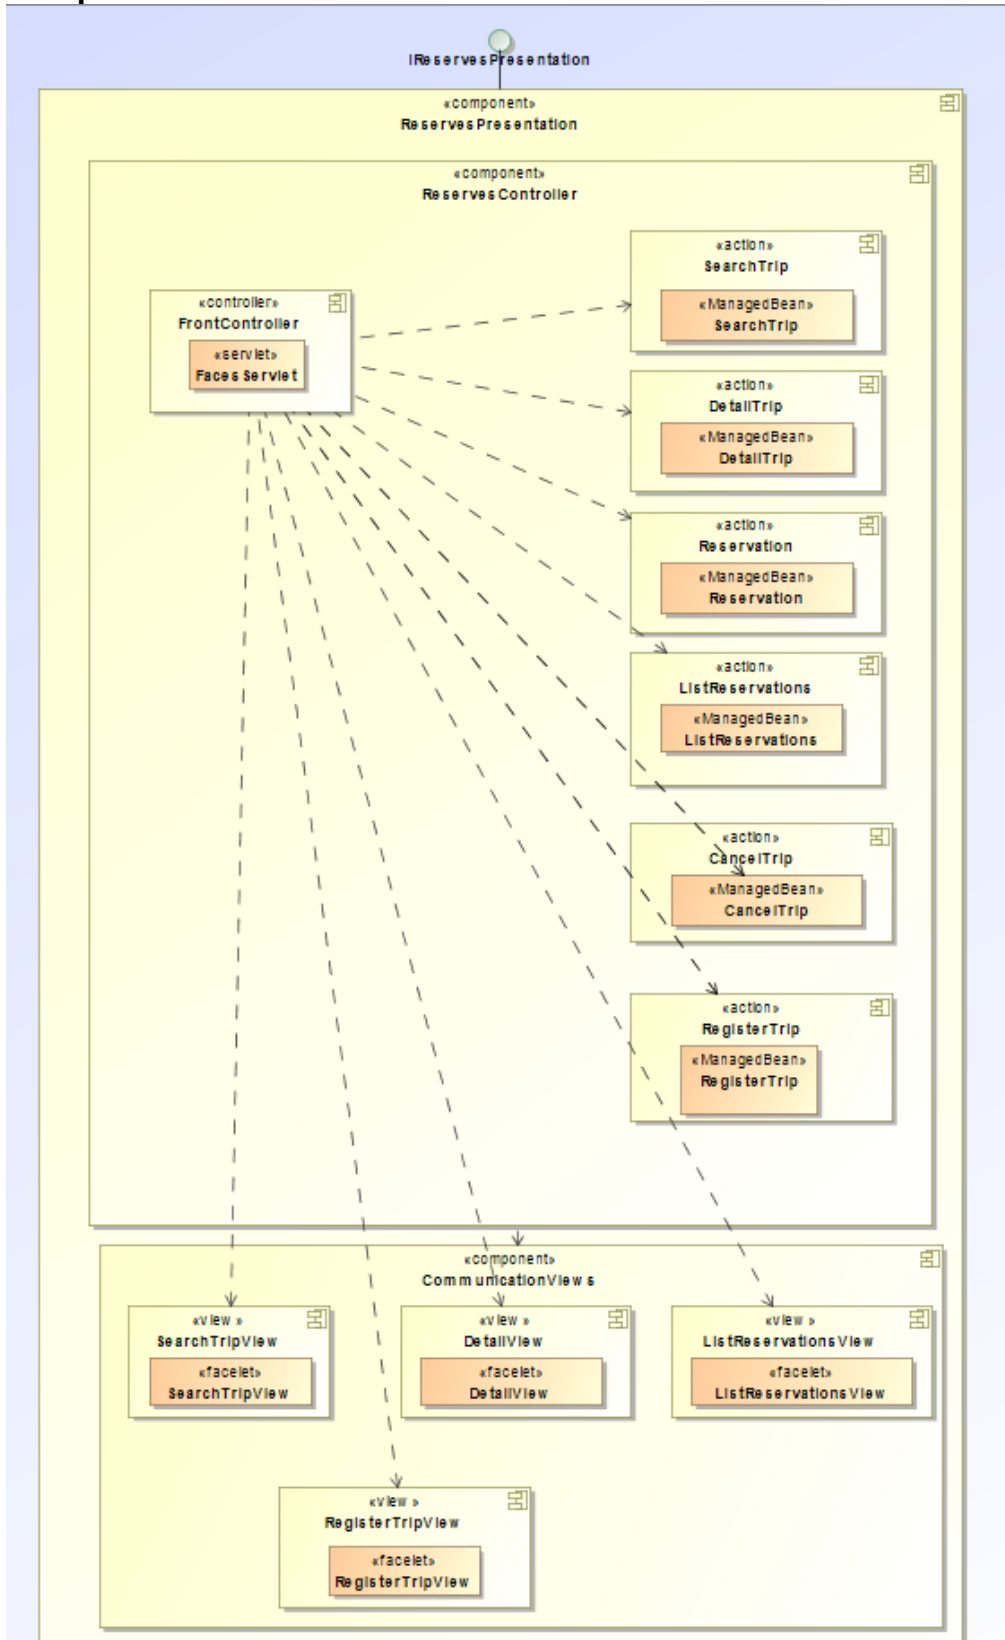 IReservesPresentation
«component»
ReservesPresentation
«component»
ReservesController
«controller»
FrontController
«servlet»
Faces Servlet
«action»
SearchTrip
«ManagedBean»
SearchTrip
«action»
DetailTrip
«ManagedBean»
DetailTrip
«action»
Reservation
«ManagedBean»
Reservation
«action»
ListReservations
«ManagedBean»
ListReservations
«action»
CancelTrip
«ManagedBean»
CancelTrip
«action»
RegisterTrip
«ManagedBean»
RegisterTrip
«component»
CommunicationViews
«view »
SearchTripView
«facelet»
SearchTripView
«view »
DetailView
«facelet»
DetailView
«view »
ListReservationsView
«facelet»
ListReservationsView
«view »
RegisterTripView
«facelet»
RegisterTripView